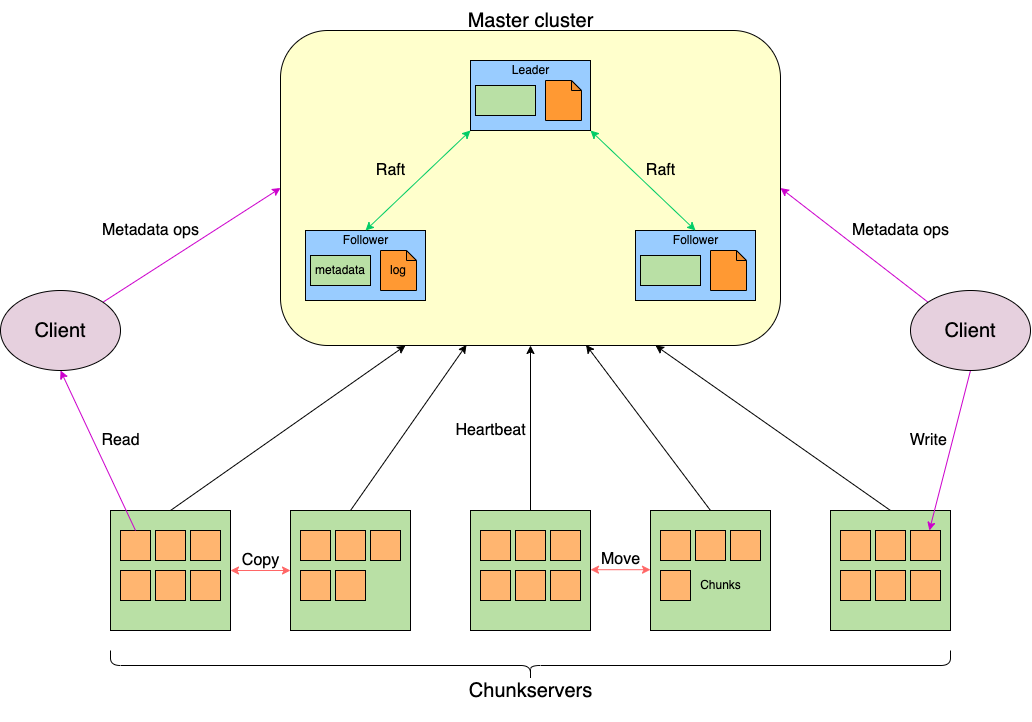 Master cluster
Leader
Raft
Raft
Metadata ops
Metadata ops
Follower
Follower
metadata
log
Client
Client
Heartbeat
Read
Write
Copy
Move
Chunks
Chunkservers